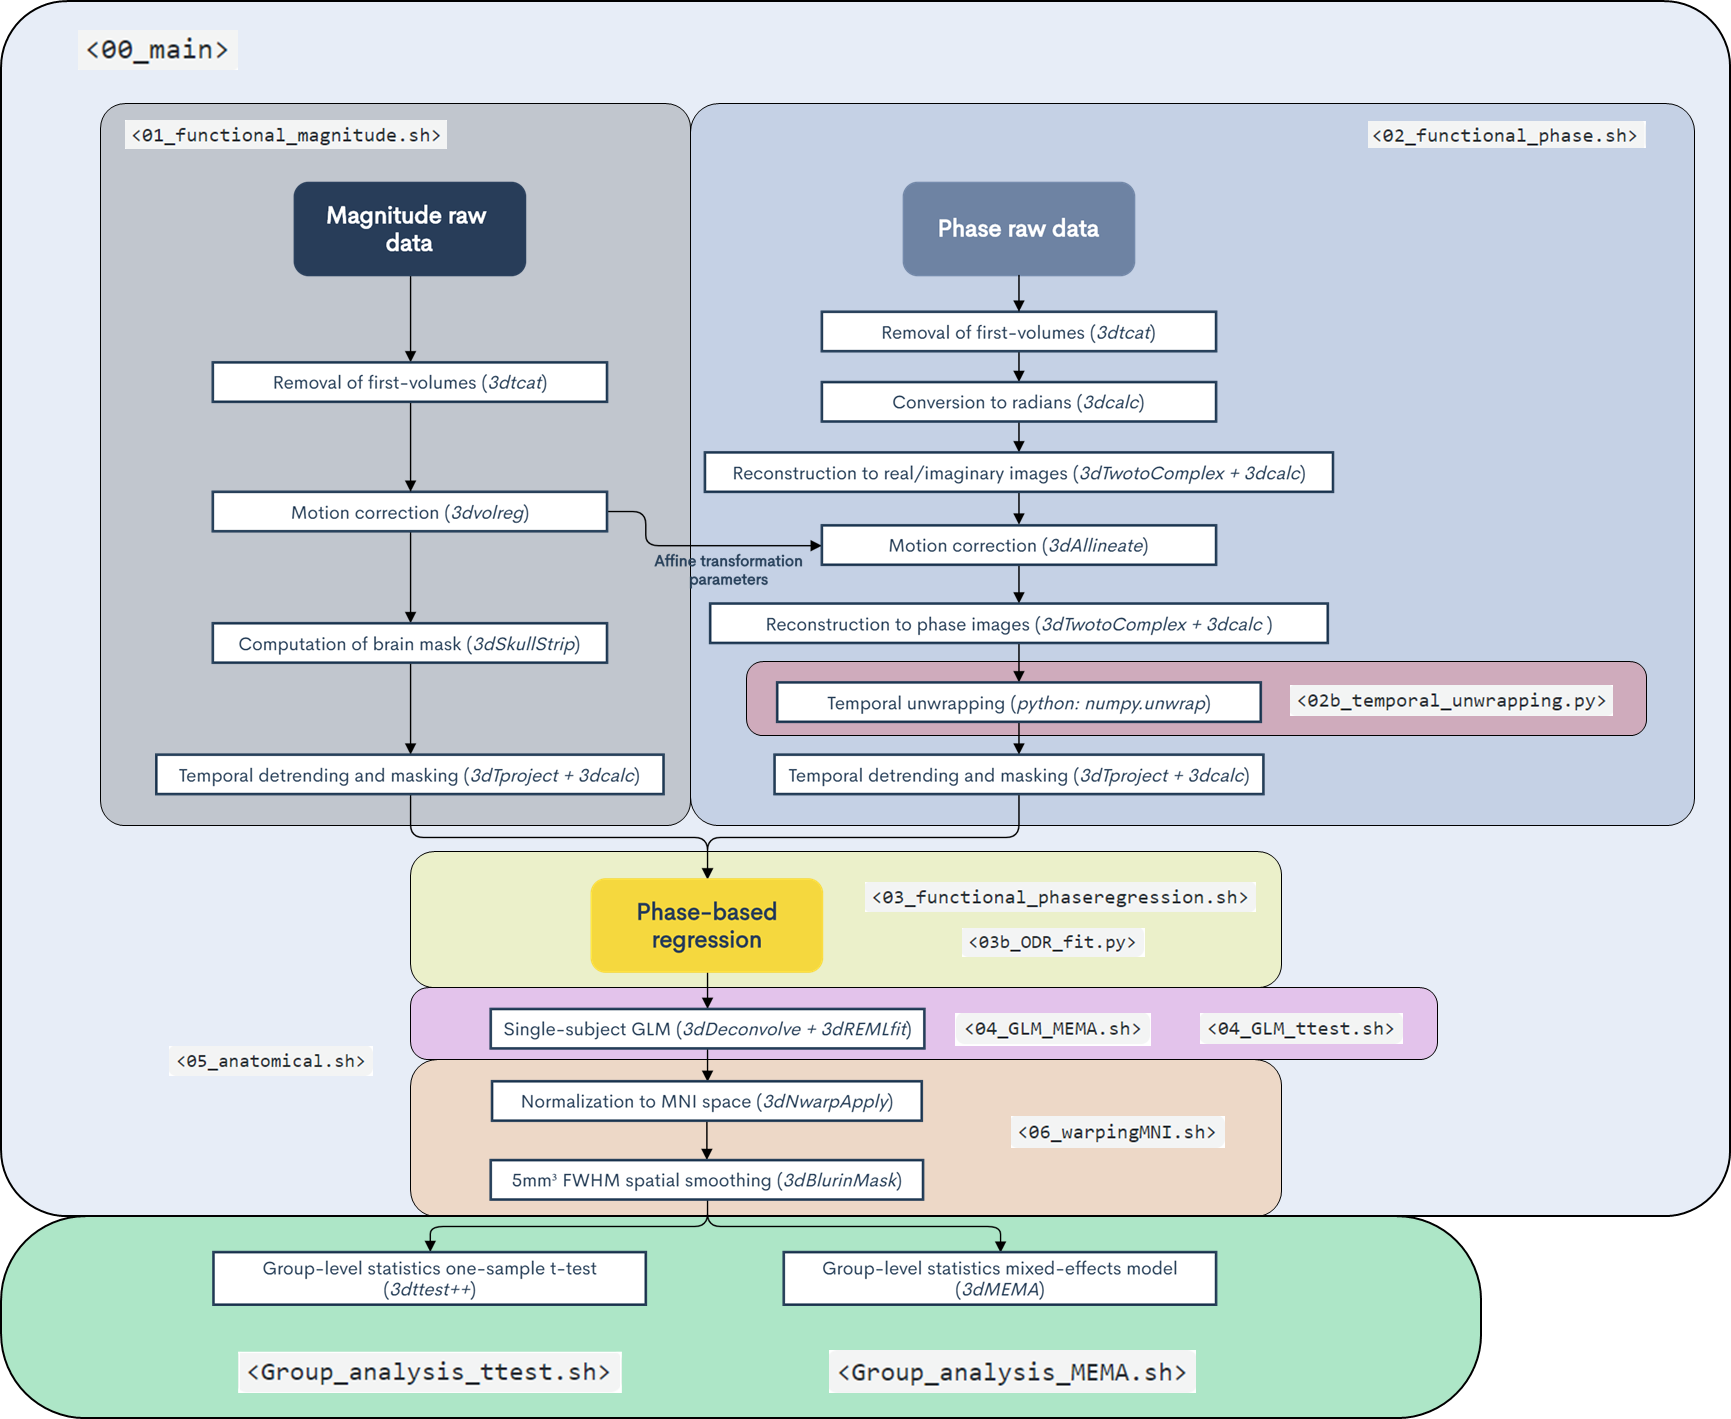 <00_main>
<01_functional_magnitude.sh>
Magnitude raw
data
Removal of first-volumes (3dtcat)
Motion correction (3dvolreg)
Affine transformation
parameters
Computation of brain mask (3dSkullStrip)
Temporal detrending and masking (3dTproject + 3dcalc)
<02_functional_phase.sh>
Phase raw data
Removal of first-volumes (3dtcat)
Conversion to radians (3dcalc)
Reconstruction to real/imaginary images (3dTwotoComplex + 3dcalc)
Motion correction (3dAllineate)
Reconstruction to phase images (3dTwotoComplex + 3dcalc )
Temporal unwrapping (python: numpy.unwrap)
<02b_temporal_unwrapping.py>
Temporal detrending and masking (3dTproject + 3dcalc)
Phase-based
regression
<03_functional_phaseregression.sh>
<03b_ODR_fit.py>
Single-subject GLM (3dDeconvolve + 3dREMLfit)
<04_GLM_MEMA.sh>
<04_GLM_ttest.sh>
<05_anatomical.sh>
Normalization to MNI space (3dNwarpApply)
<06_warpingMNI.sh>
5mm³ FWHM spatial smoothing (3dBlurinMask)
Group-level statistics one-sample t-test
(3dttest++)
Group-level statistics mixed-effects model
(3dMEMA)
<Group_analysis_ttest.sh>
<Group_analysis_MEMA.sh>